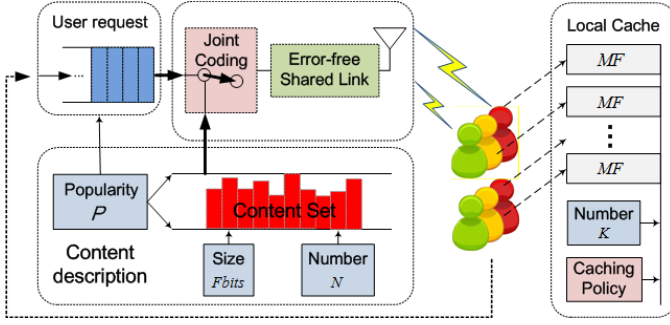 User request
...
Joint
Coding
Error-free
Shared Link
Popularity
P
Content
description
Content Set
Size
Fbits
Number
N
Local Cache
MF
MF
MF
Number
K
Caching
Policy